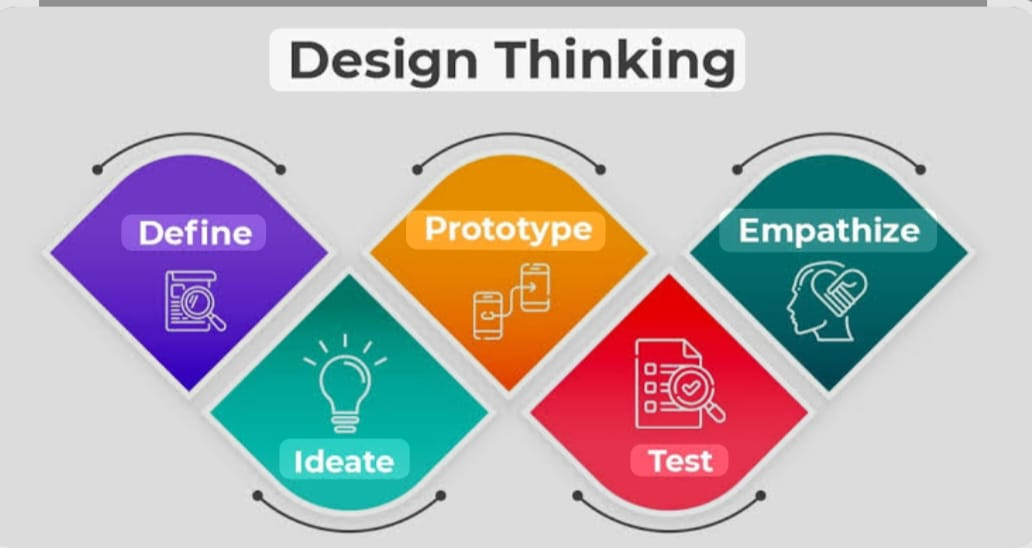 Design Thinking
Define
Ideate
Prototype
Test
Empathize